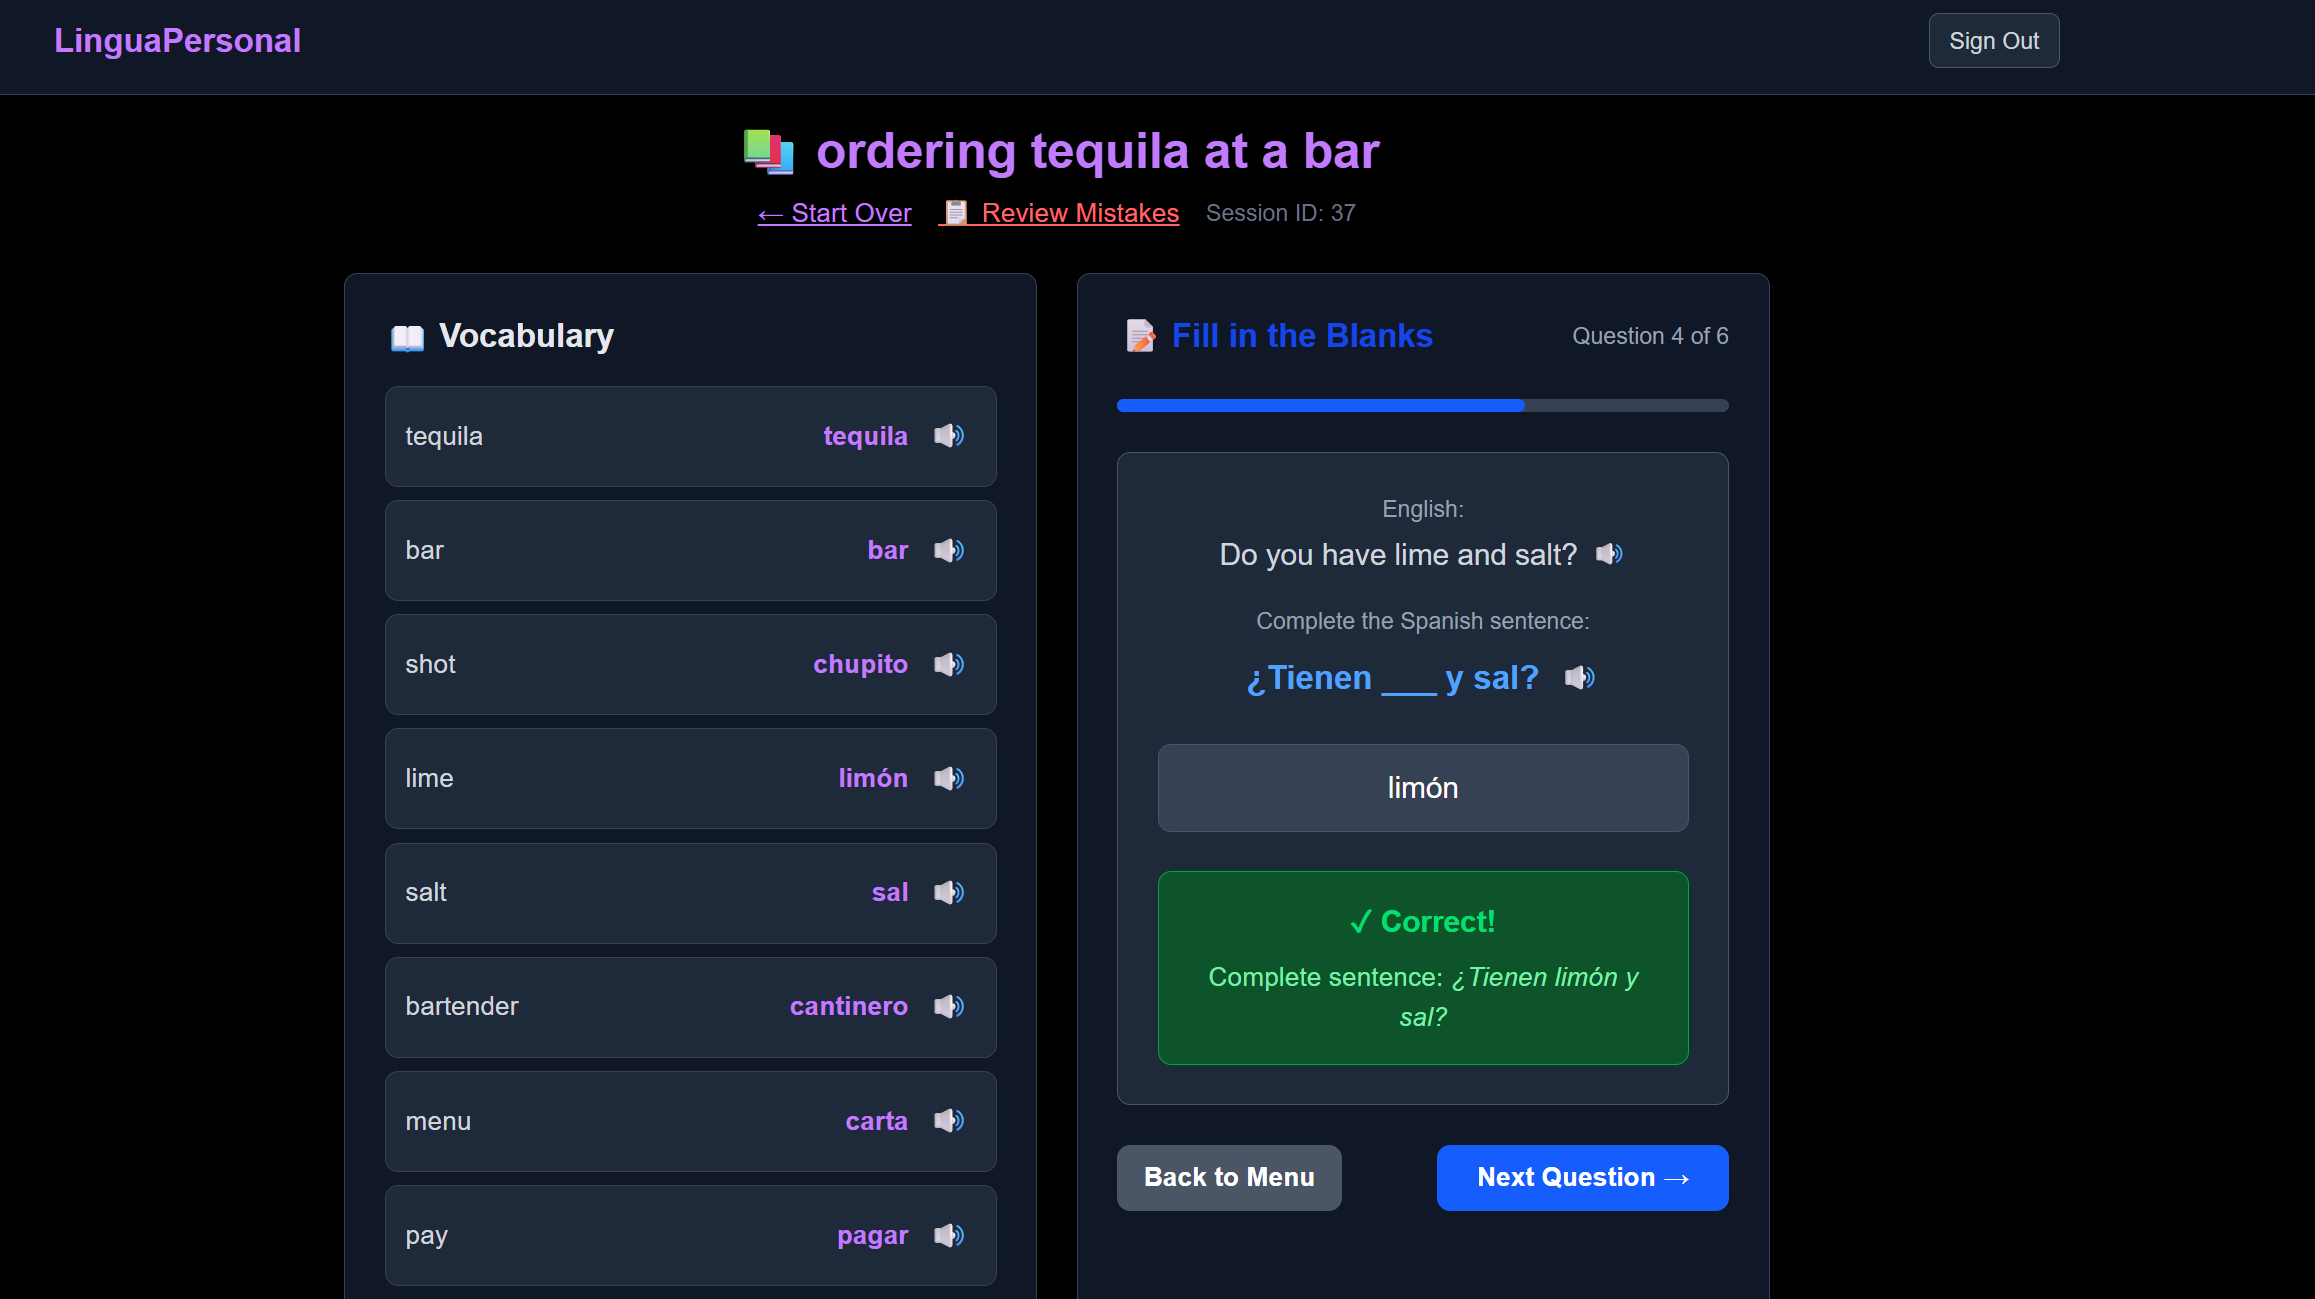 LinguaPersonal
Sign Out
ordering tequila at a bar
← Start Over
Review Mistakes
Session ID: 37
Vocabulary
tequila tequila
bar bar
shot chupito
lime limón
salt sal
bartender cantinero
menu carta
pay pagar
Fill in the Blanks
Question 4 of 6
English:
Do you have lime and salt?
Complete the Spanish sentence:
¿Tienen ___ y sal?
limón
✓ Correct!
Complete sentence: ¿Tienen limón y
sal?
Back to Menu
Next Question →